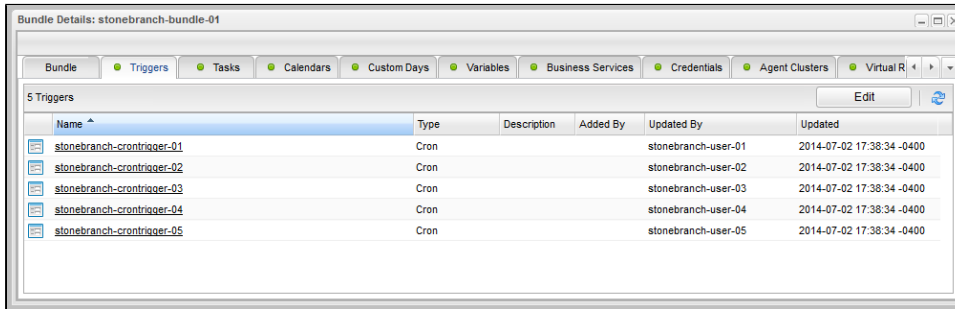 Bundle Details: stonebranch-bundle-01
Bundle Triggers Tasks Calendars Custom Days Variables Business Services Credentials Agent Clusters Virtual R
5 Triggers Edit
Name Type Description Added By Updated By Updated
stonebranch-crontrigger-01 Cron stonebranch-user-01 2014-07-02 17:38:34 -0400
stonebranch-crontrigger-02 Cron stonebranch-user-02 2014-07-02 17:38:34 -0400
stonebranch-crontrigger-03 Cron stonebranch-user-03 2014-07-02 17:38:34 -0400
stonebranch-crontrigger-04 Cron stonebranch-user-04 2014-07-02 17:38:34 -0400
stonebranch-crontrigger-05 Cron stonebranch-user-05 2014-07-02 17:38:34 -0400